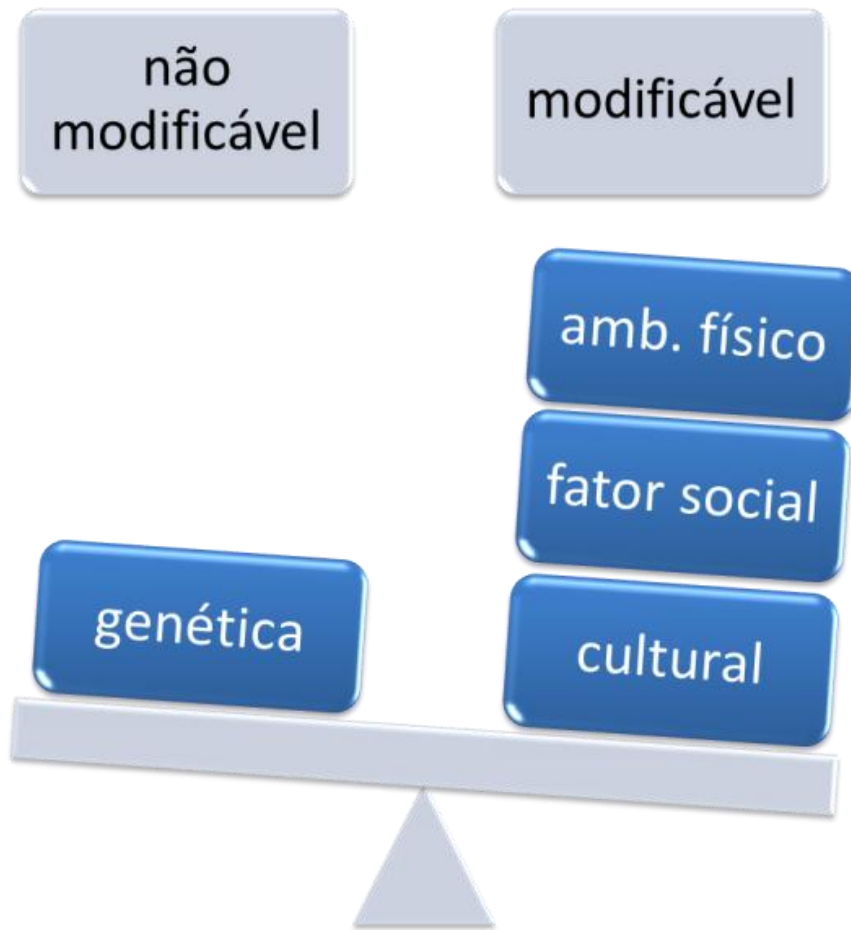 não
modificável
modificável
amb. físico
fator social
genética
cultural